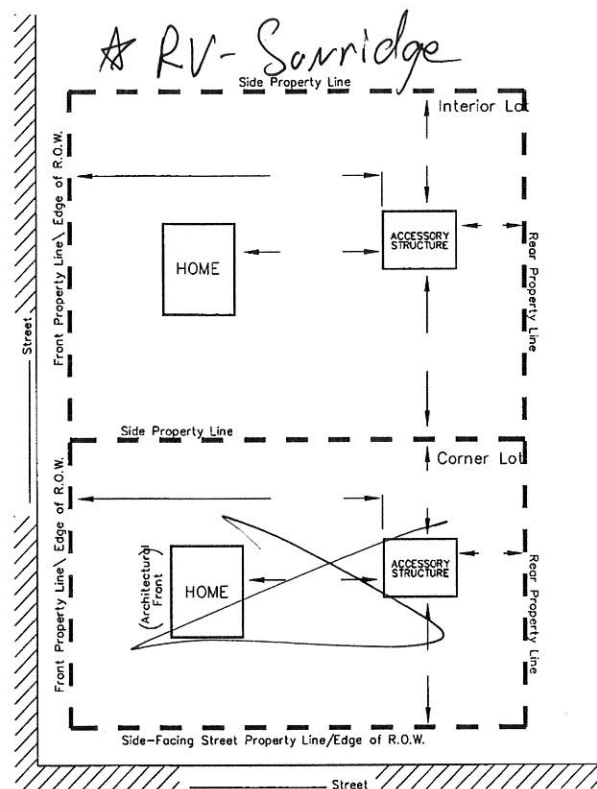 ☆ RV- Sunridge
Side Property Line
Interior Lot
Front Property Line\ Edge of R.O.W.
ACCESSORY
STRUCTURE
HOME
Rear Property Line
Street
Side Property Line
Corner Lot
Front Property Line\ Edge of R.O.W.
(Architectural
Front)
HOME
ACCESSORY
STRUCTURE
Rear Property Line
Side-Facing Street Property Line/Edge of R.O.W.
Street